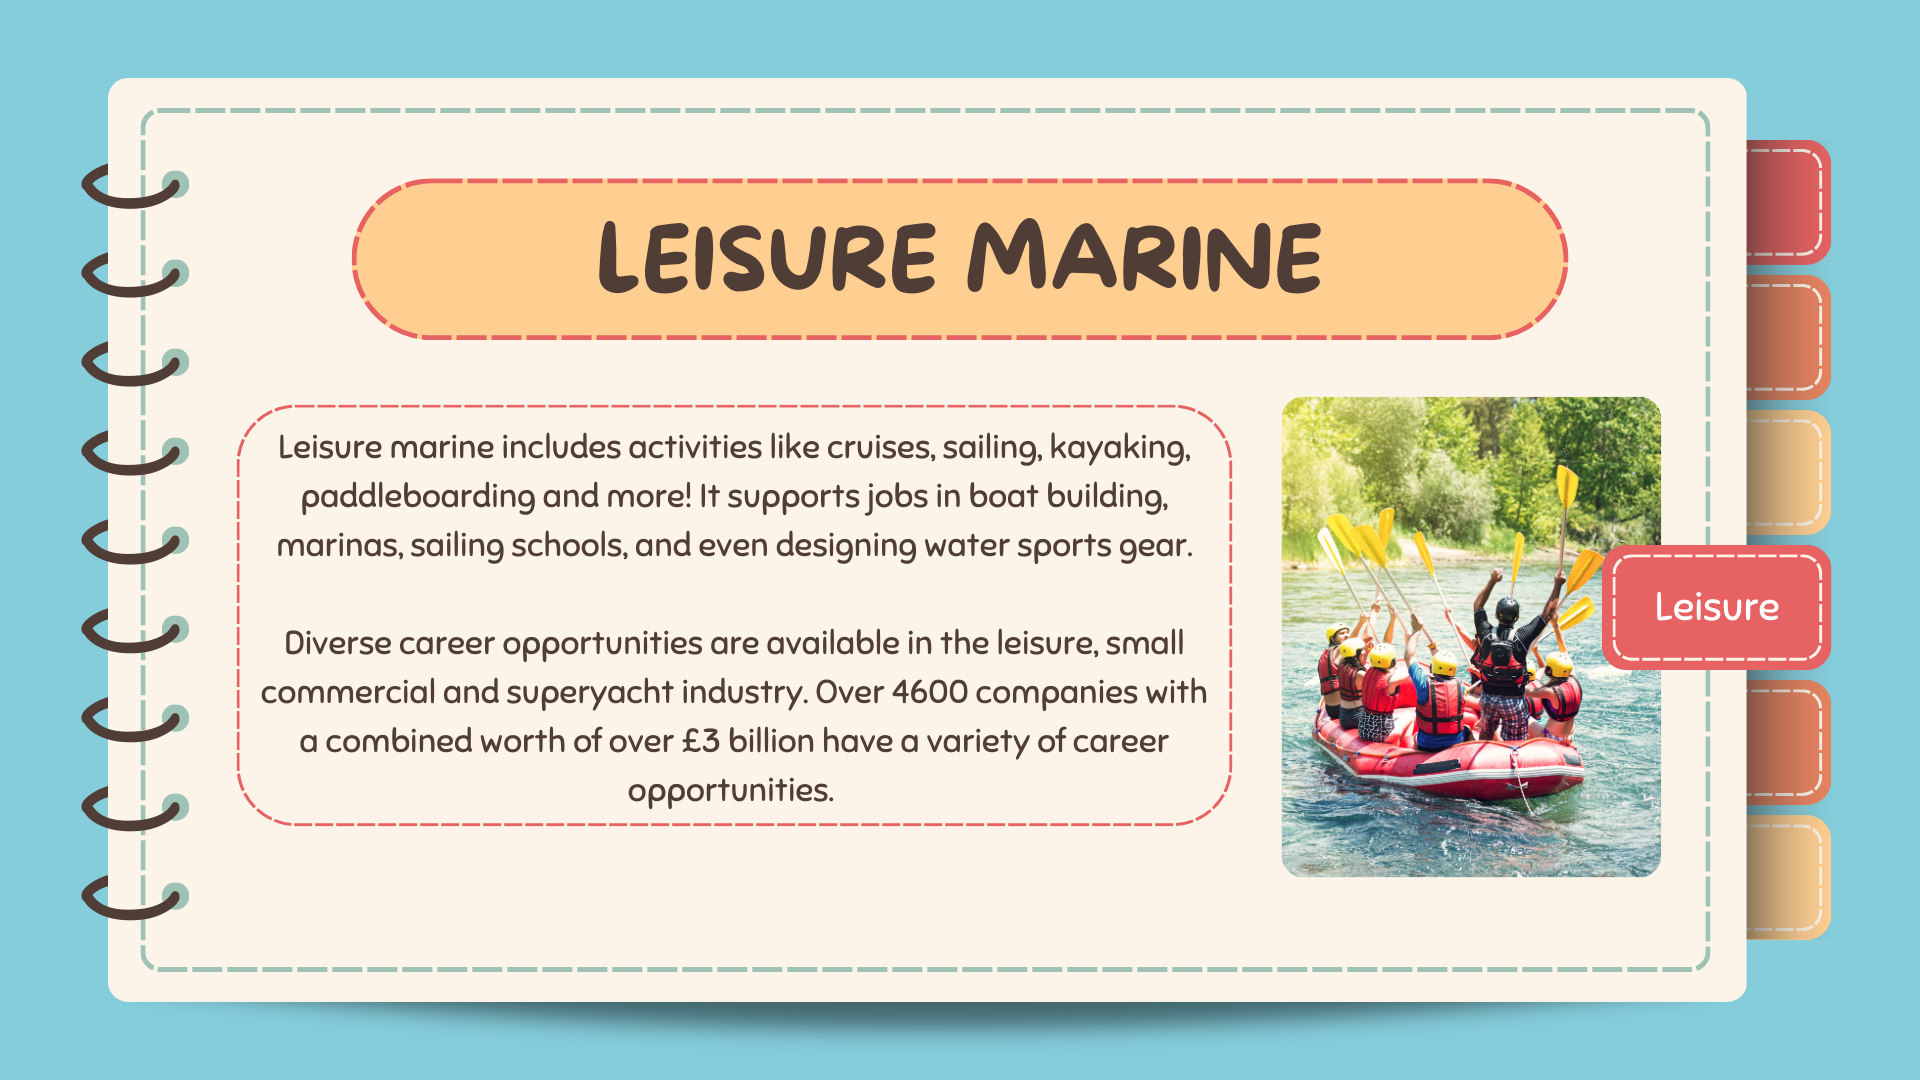 LEISURE MARINE
Leisure marine includes activities like cruises, sailing, kayaking,
paddleboarding and more! It supports jobs in boat building,
marinas, sailing schools, and even designing water sports gear.
Diverse career opportunities are available in the leisure, small
commercial and superyacht industry. Over 4600 companies with
a combined worth of over £3 billion have a variety of career
opportunities.
Leisure